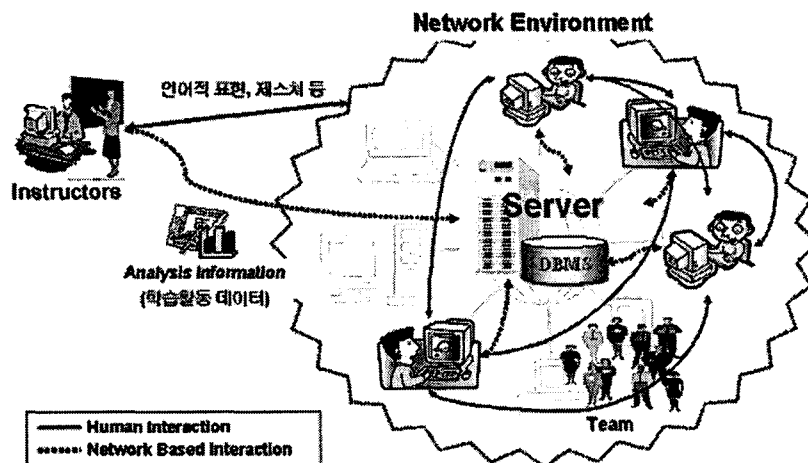 Network Environment
언어적 표현, 제스처 등
Instructors
Server
DBMS
Analysis Information
(학습활동 데이터)
Team
Human Interaction
Network Based Interaction